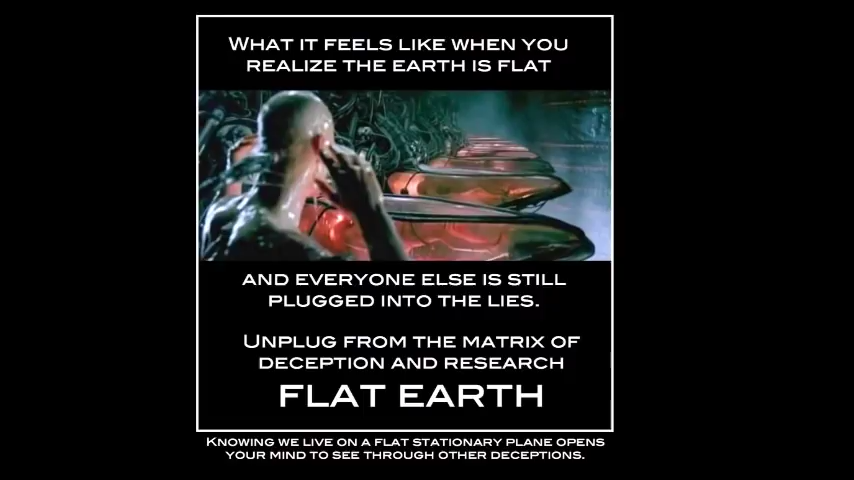 What it feels like when you
realize the earth is flat
and everyone else is still
plugged into the lies.
Unplug from the matrix of
deception and research
FLAT EARTH
Knowing we live on a flat stationary plane opens
your mind to see through other deceptions.